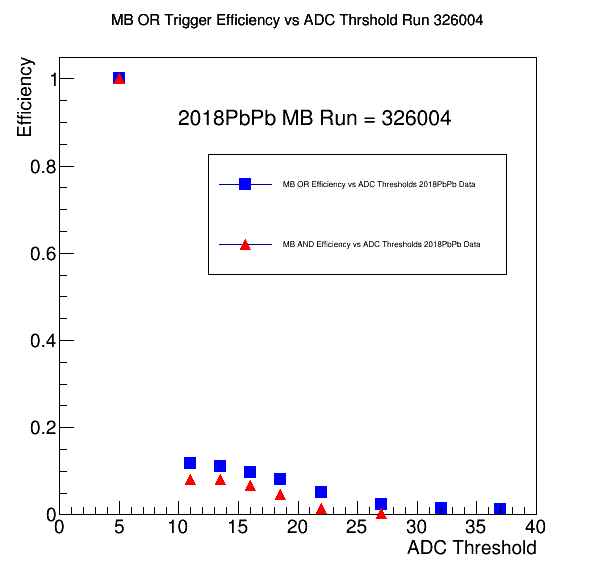 MB OR Trigger Efficiency vs ADC Thrshold Run 326004
Efficiency
1
2018PbPb MB Run = 326004
0.8
MB OR Efficiency vs ADC Thresholds 2018PbPb Data
MB AND Efficiency vs ADC Thresholds 2018PbPb Data
0.6
0.4
0.2
0
0 5 10 15 20 25 30 35 40
ADC Threshold